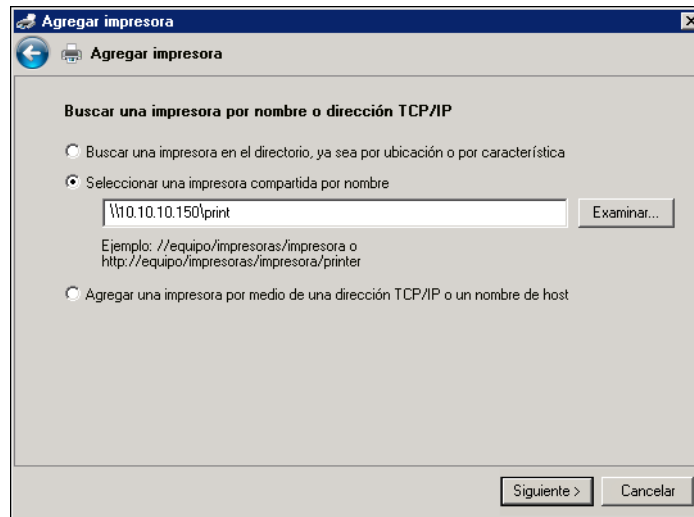 Agregar impresora
Agregar impresora
Buscar una impresora por nombre o dirección TCP/IP
Buscar una impresora en el directorio, ya sea por ubicación o por característica
Seleccionar una impresora compartida por nombre
\\10.10.10.150\print
Examinar...
Ejemplo: //equipo/impresoras/impresora o
http://equipo/impresoras/impresora/printer
Agregar una impresora por medio de una dirección TCP/IP o un nombre de host
Siguiente >
Cancelar